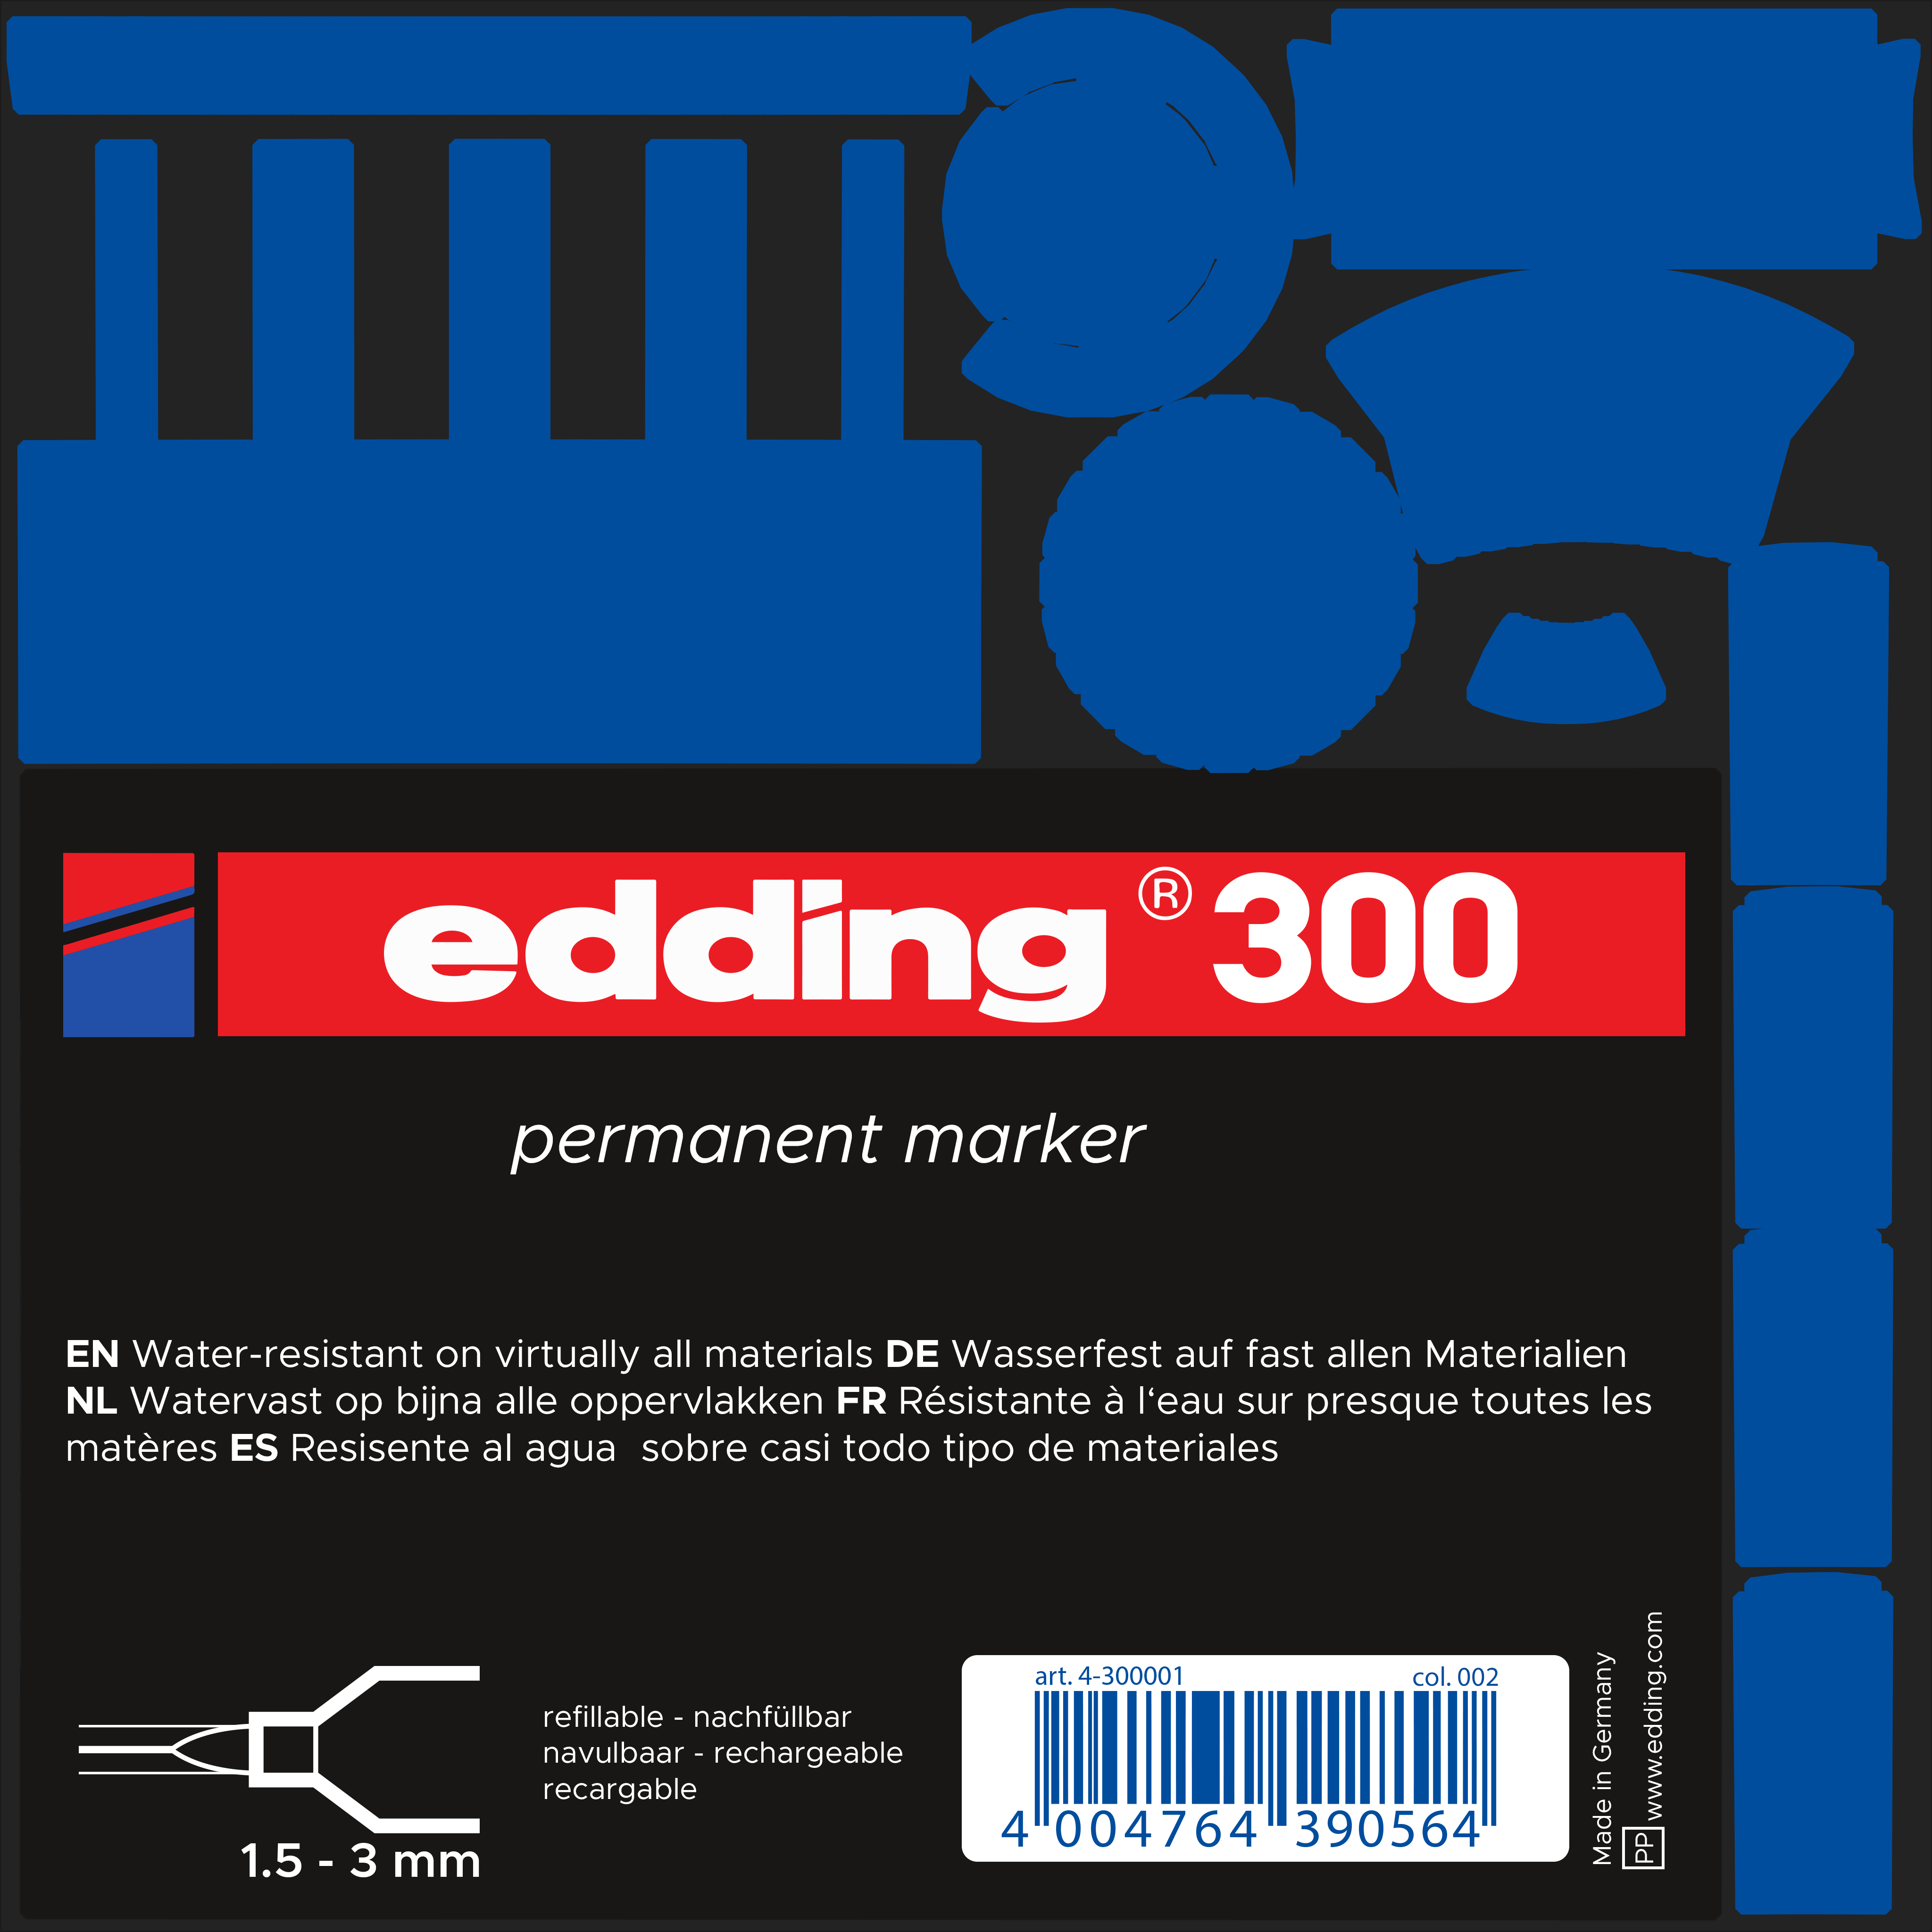 edding® 300
permanent marker
EN Water-resistant on virtually all materials DE Wasserfest auf fast allen Materialien
NL Watervast op bijna alle oppervlakken FR Résistante à l‘eau sur presque toutes les
matères ES Resisente al agua  sobre casi todo tipo de materiales
1.5 - 3 mm
refillable - nachfüllbar
navulbaar - rechargeable
recargable
art. 4-300001 col. 002
4 004764 390564
Made in Germany
PP www.edding.com